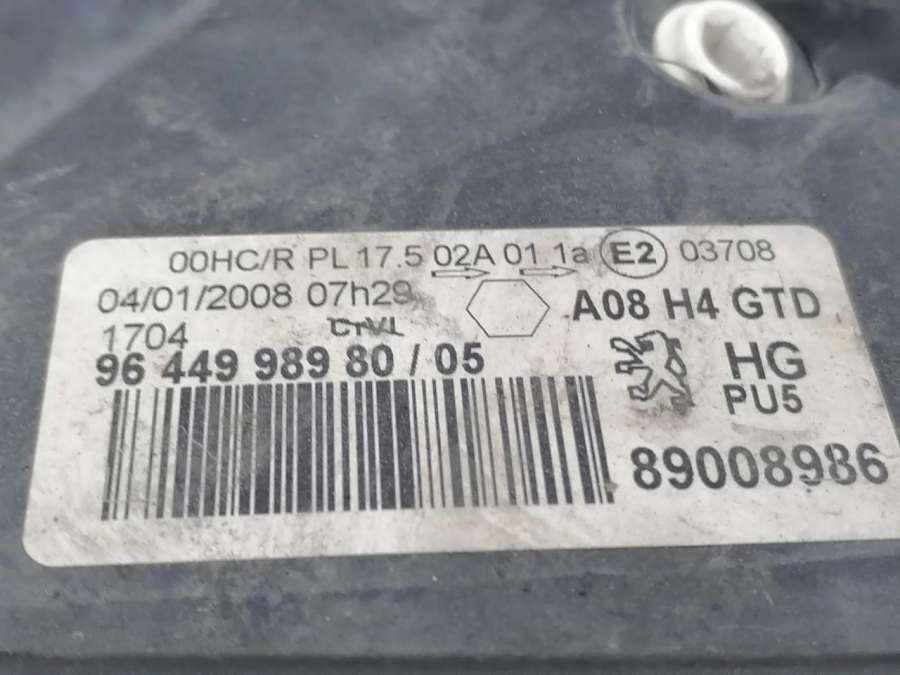 00HC/R PL 17.5 02A 01 1a E2 03708
04/01/2008 07h29
A08 H4 GTD
1704
CrVL
96 449 989 80 / 05
HG
PU5
89008986